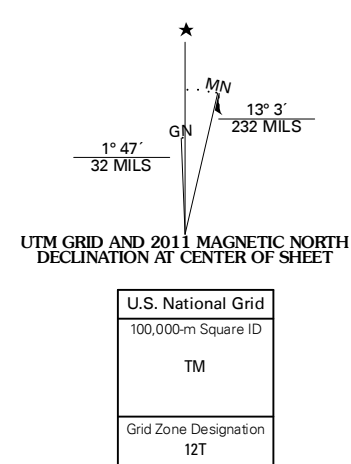 ★
MN
GN
13° 3´
232 MILS
1° 47´
32 MILS
UTM GRID AND 2011 MAGNETIC NORTH
DECLINATION AT CENTER OF SHEET
U.S. National Grid
100,000-m Square ID
TM
Grid Zone Designation
12T